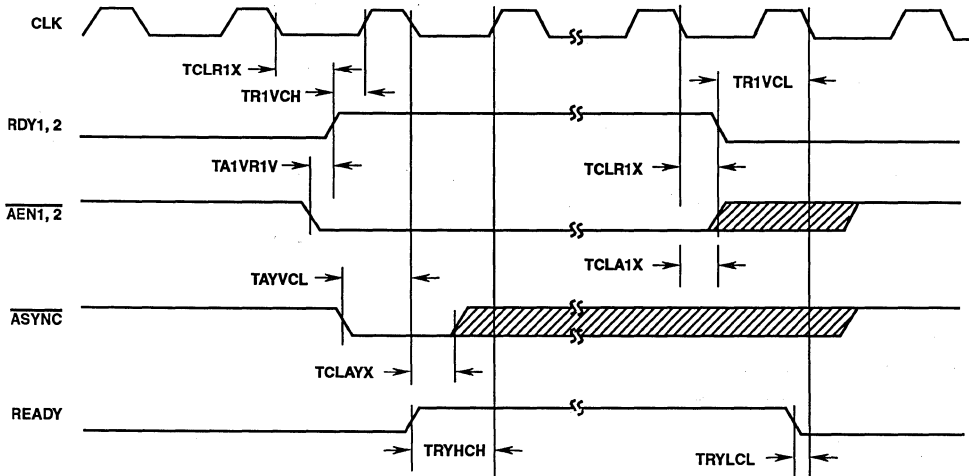 CLK
TCLR1X
TR1VCL
TR1VCH
RDY1, 2
TA1VR1V
TCLR1X
AEN1, 2
TAYVCL
TCLA1X
ASYNC
TCLAYX
READY
TRYHCH
TRYLCL